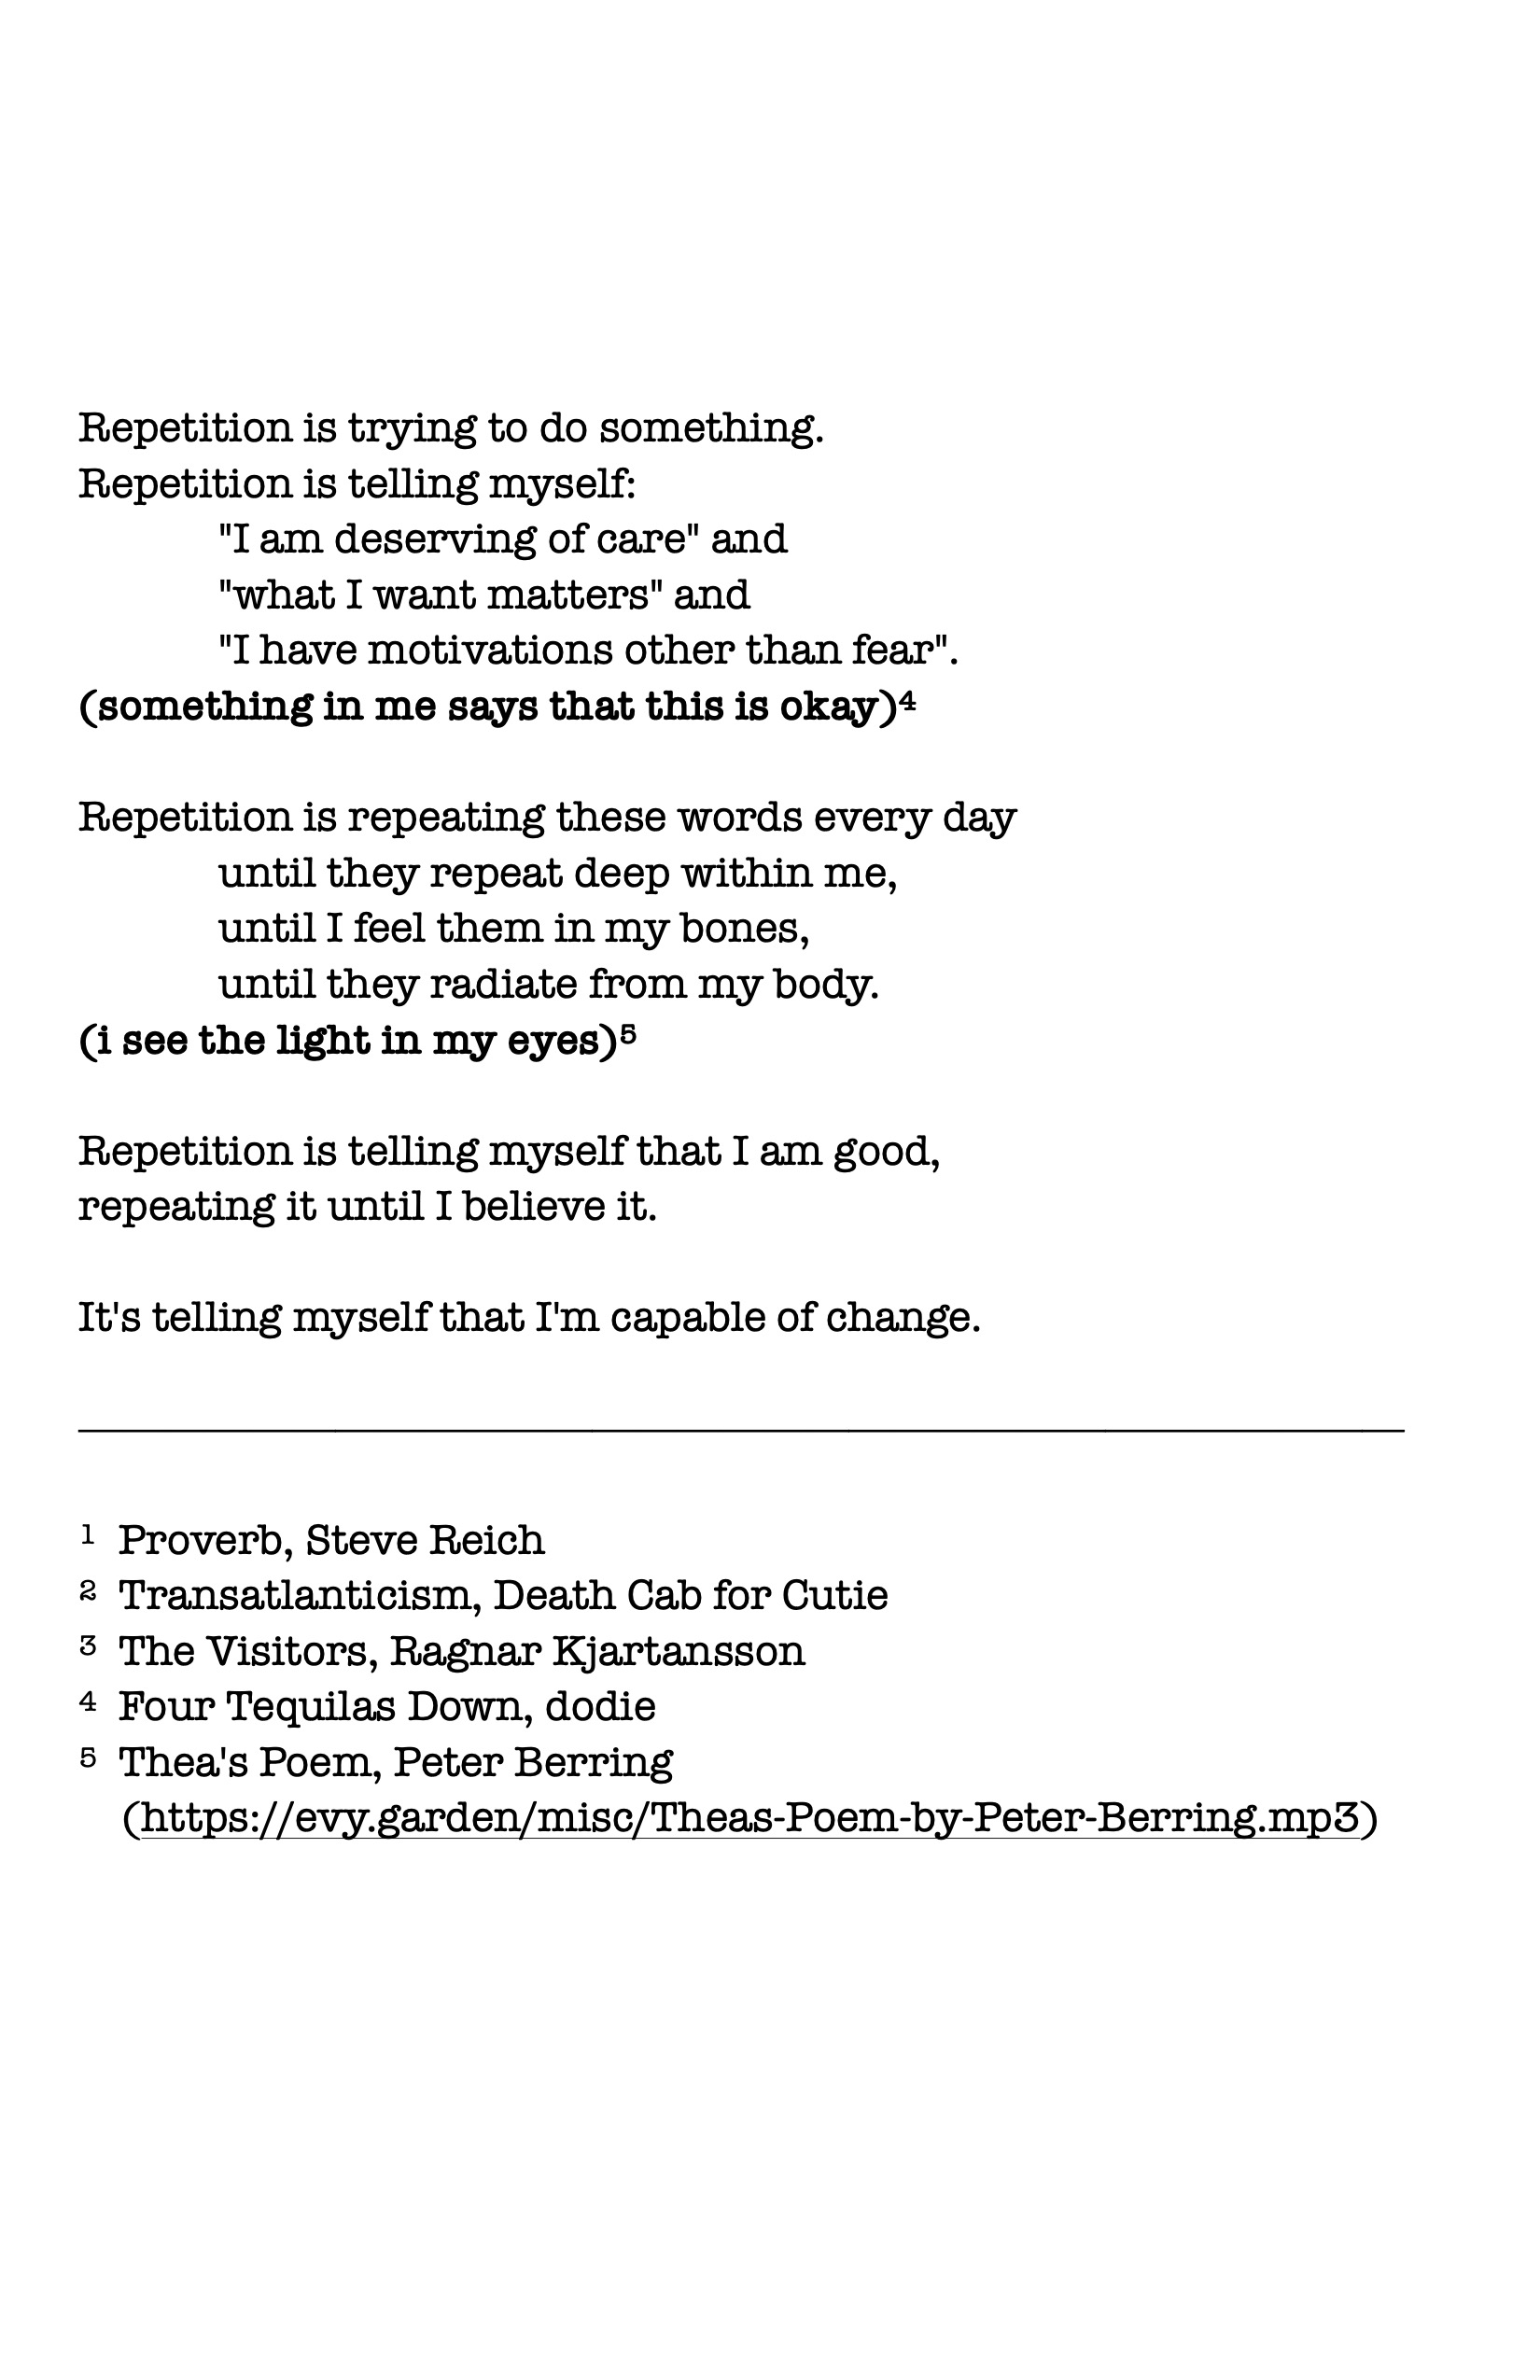 Repetition is trying to do something.
Repetition is telling myself:
"I am deserving of care" and
"what I want matters" and
"I have motivations other than fear".
(something in me says that this is okay)⁴
Repetition is repeating these words every day
until they repeat deep within me,
until I feel them in my bones,
until they radiate from my body.
(i see the light in my eyes)⁵
Repetition is telling myself that I am good,
repeating it until I believe it.
It's telling myself that I'm capable of change.
¹ Proverb, Steve Reich
² Transatlanticism, Death Cab for Cutie
³ The Visitors, Ragnar Kjartansson
⁴ Four Tequilas Down, dodie
⁵ Thea's Poem, Peter Berring
(https://evy.garden/misc/Theas-Poem-by-Peter-Berring.mp3)